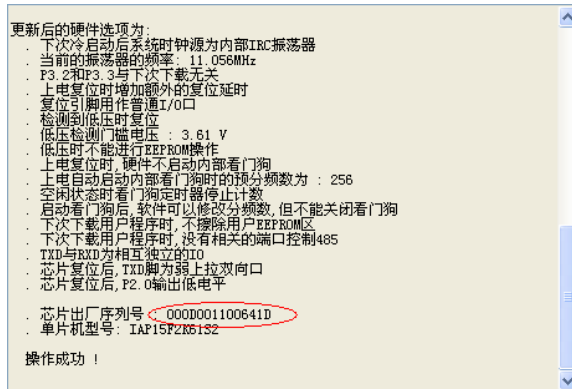 更新后的硬件选项为:
. 下次冷启动后系统时钟源为内部IRC振荡器
. 当前的振荡器的频率: 11.056MHz
. P3.2和P3.3与下次下载无关
. 上电复位时增加额外的复位延时
. 复位引脚用作普通I/O口
. 检测到低压时复位
. 低压检测门槛电压 : 3.61 V
. 低压时不能进行EEPROM操作
. 上电复位时,硬件不启动内部看门狗
. 上电自动启动内部看门狗时的预分频数为 : 256
. 空闲状态时看门狗定时器停止计数
. 启动看门狗后,软件可以修改分频数,但不能关闭看门狗
. 下次下载用户程序时,不擦除用户EEPROM区
. 下次下载用户程序时,没有相关的端口控制485
. TXD与RXD为相互独立的IO
. 芯片复位后,TXD脚为弱上拉双向口
. 芯片复位后,P2.0输出低电平
. 芯片出厂序列号 : 000D001100641D
. 单片机型号: IAP15F2K61S2
操作成功 !